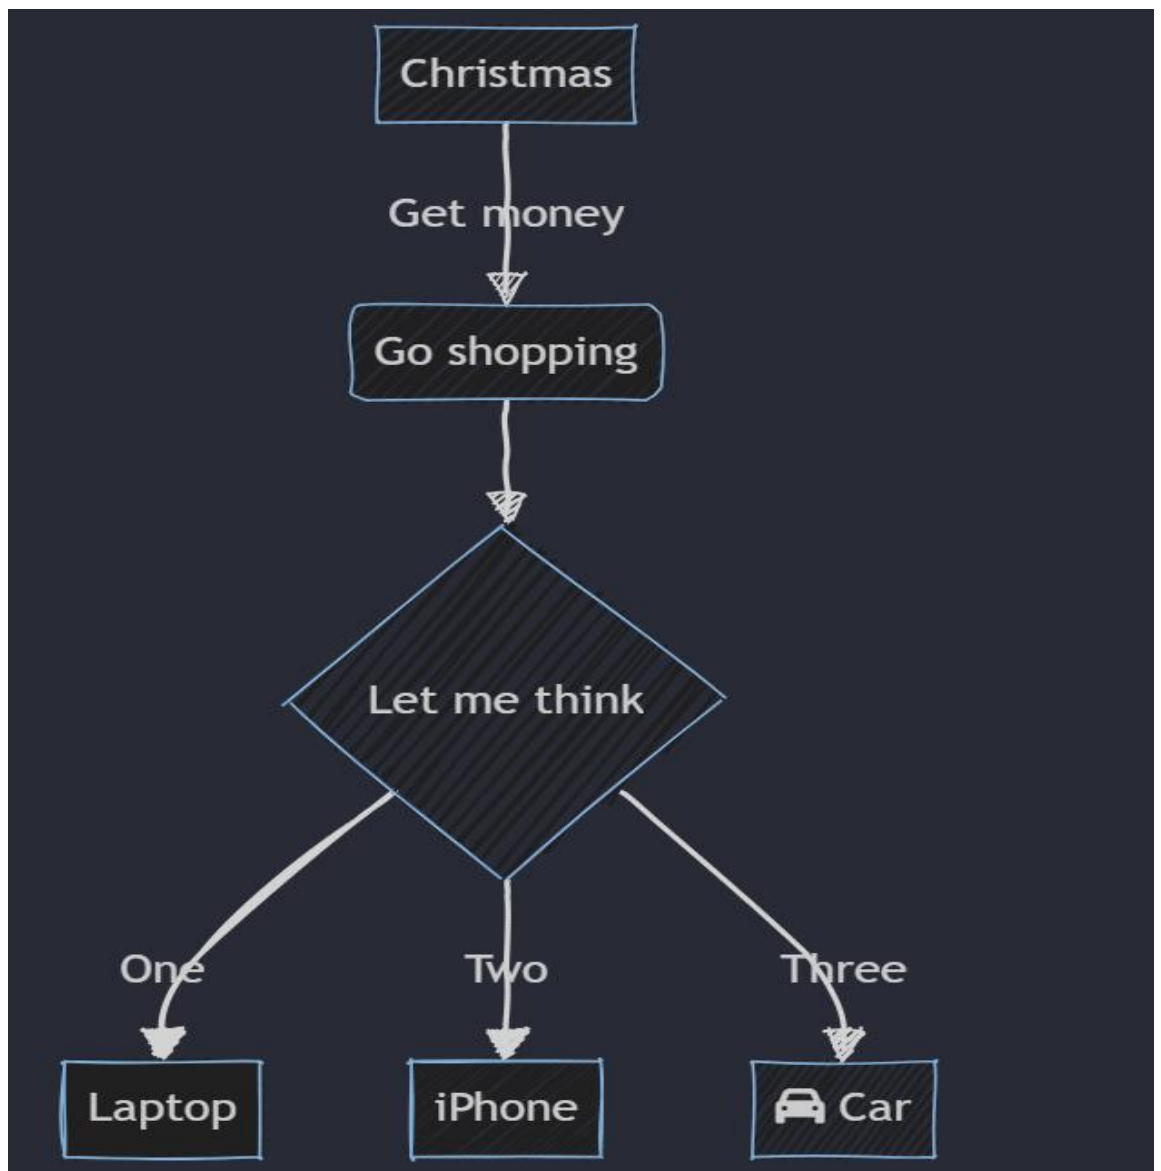 Christmas
Get money
Go shopping
Let me think
One
Two
Three
Laptop
iPhone
Car